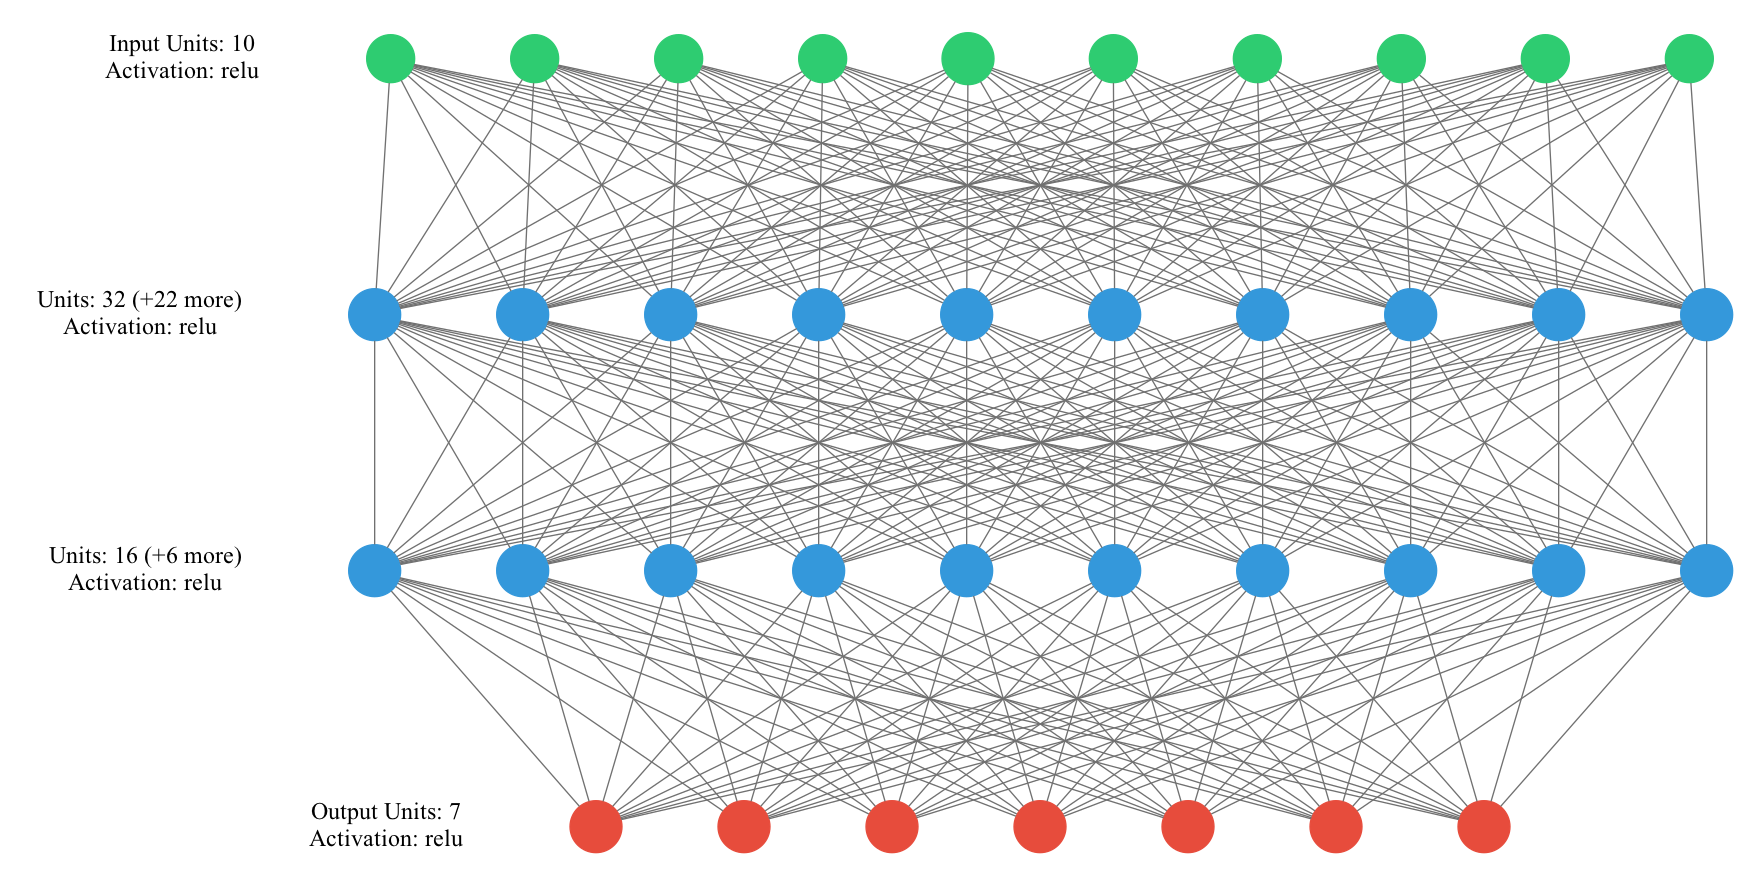 Input Units: 10
Activation: relu
Units: 32 (+22 more)
Activation: relu
Units: 16 (+6 more)
Activation: relu
Output Units: 7
Activation: relu